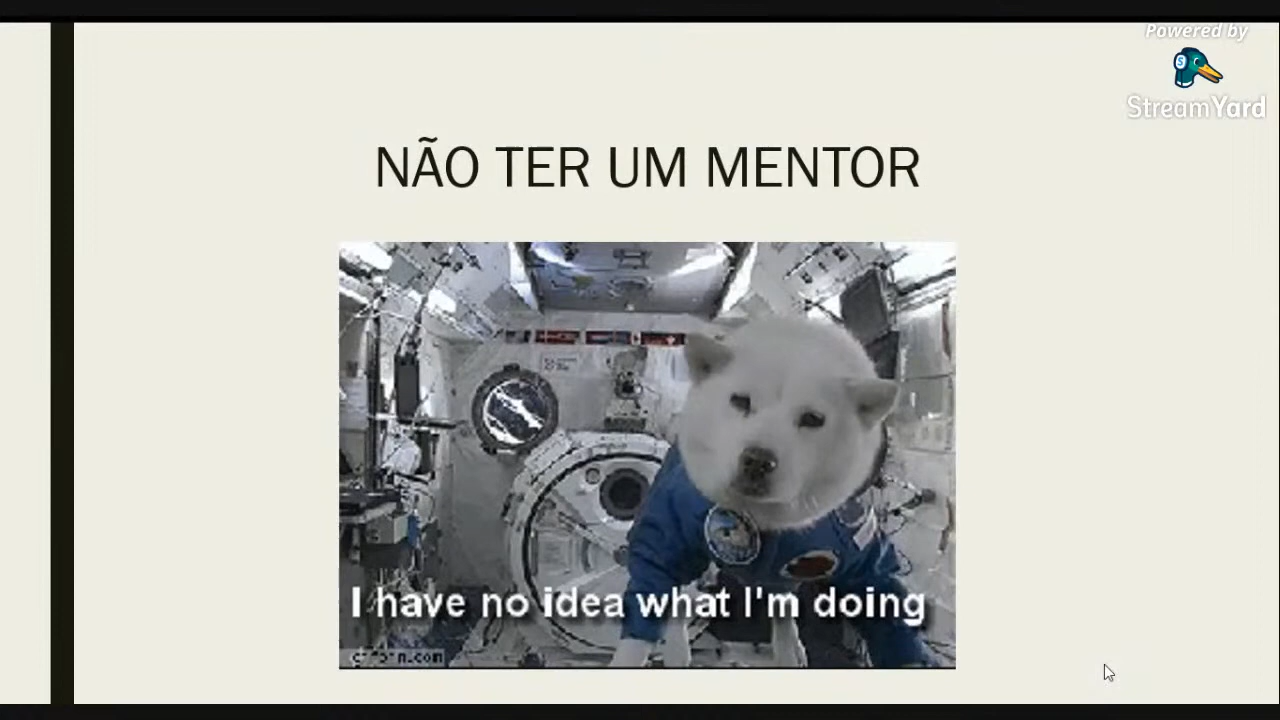 Powered by
StreamYard
NÃO TER UM MENTOR
I have no idea what I'm doing